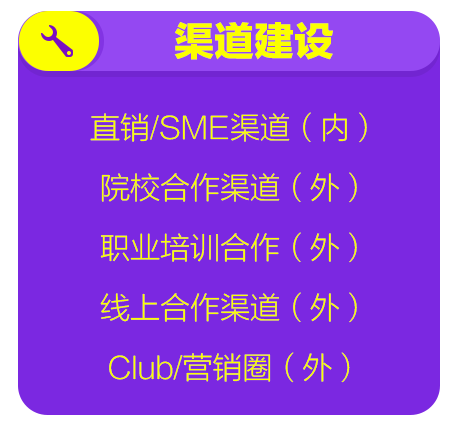 渠道建设
直销/SME渠道（内）
院校合作渠道（外）
职业培训合作（外）
线上合作渠道（外）
Club/营销圈（外）